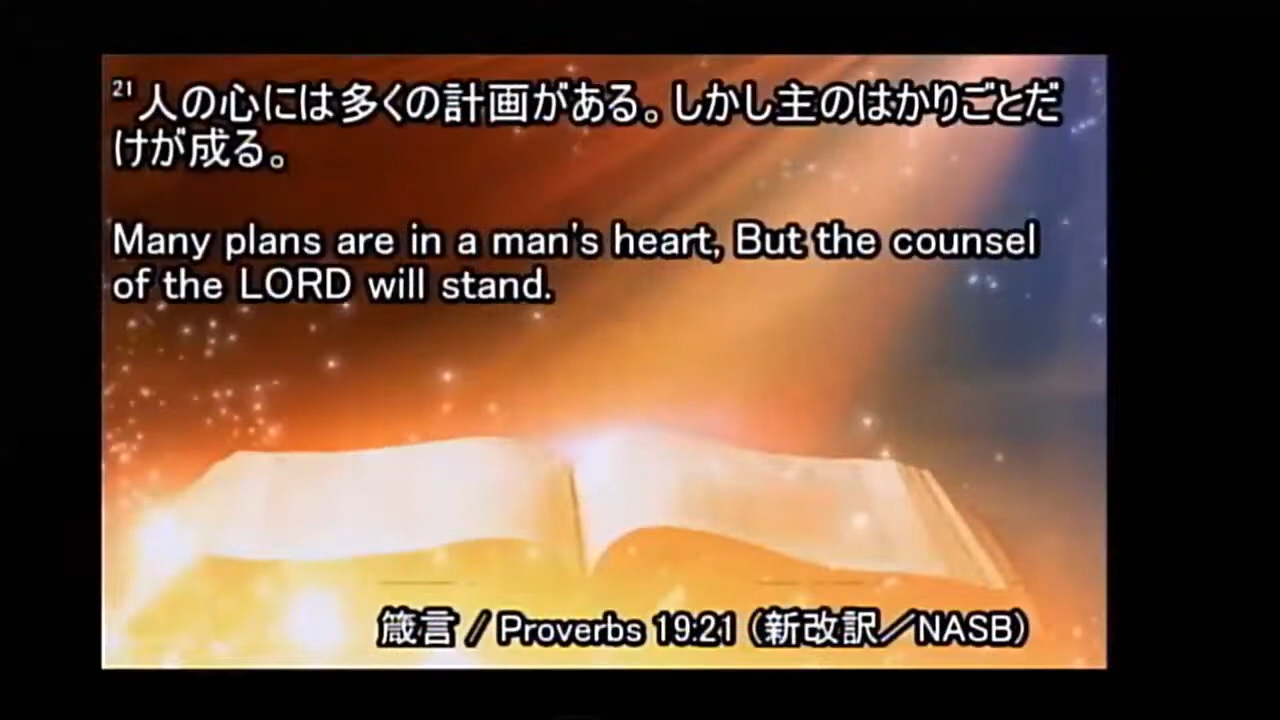 21 人の心には多くの計画がある。しかし主のはかりごとだ
けが成る。
Many plans are in a man's heart, But the counsel
of the LORD will stand.
箴言 / Proverbs 19:21 (新改訳／NASB)